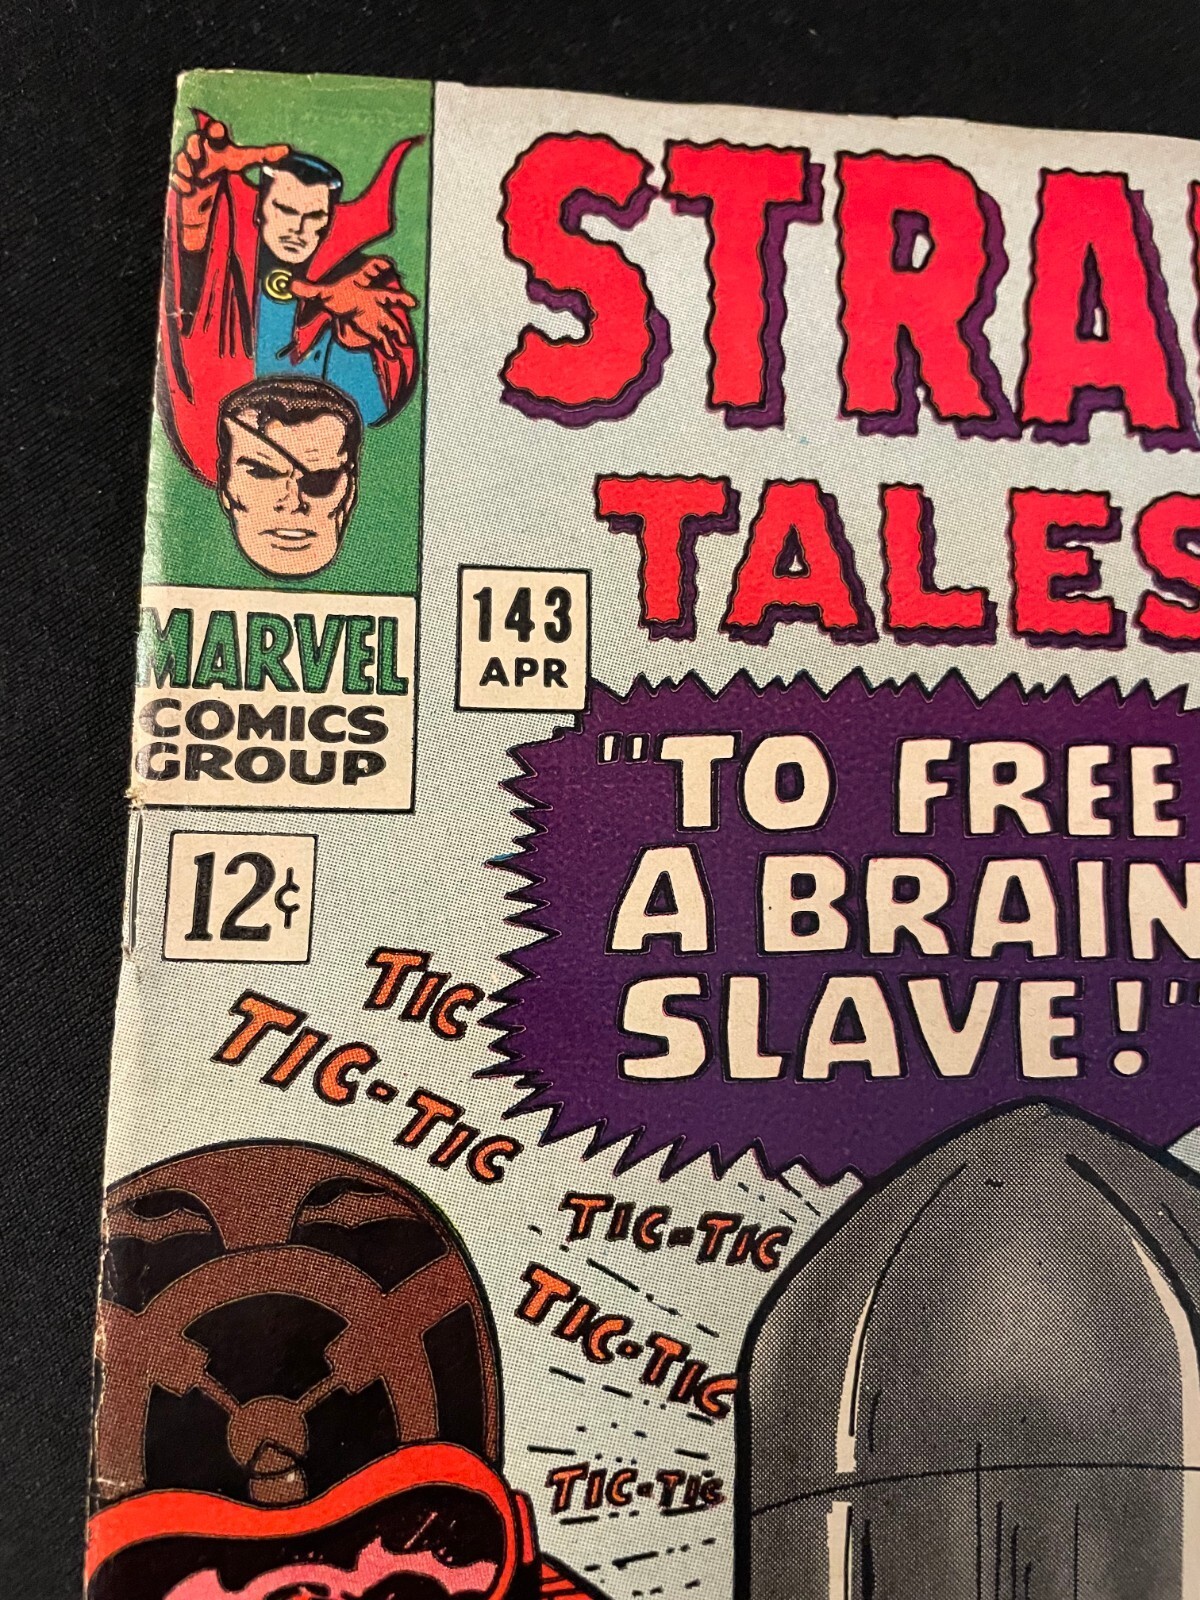 STRA
TALES
MARVEL
COMICS
GROUP
143
APR
12¢
"TO FREE
A BRAIN
SLAVE!"
TIC-
TIC-TIC
TIC-TIC
TIC-TIC
TIC-TIC